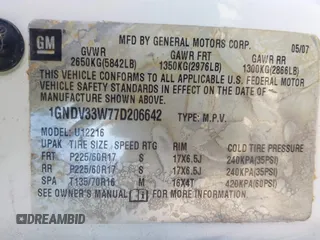 GM
MFD BY GENERAL MOTORS CORP. 05/07
GVWR GAWR FRT GAWR RR
2650KG(5842LB) 1350KG(2976LB) 1300KG(2866LB)
THIS VEHICLE CONFORMS TO ALL APPLICABLE U.S. FEDERAL
MOTOR VEHICLE SAFETY STANDARDS IN EFFECT ON THE DATE OF
MANUFACTURE SHOWN ABOVE.
1GNDV33W77D206642 TYPE: M.P.V.
MODEL: U12216
UPAK TIRE SIZE SPEED RTG RIM COLD TIRE PRESSURE
FRT P225/60R17 S 17X6.5J 240KPA(35PSI)
RR P225/60R17 S 17X6.5J 240KPA(35PSI)
SPA T135/70R16 M 16X4T 420KPA(60PSI)
SEE OWNER'S MANUAL FOR MORE INFORMATION.
DREAMBID